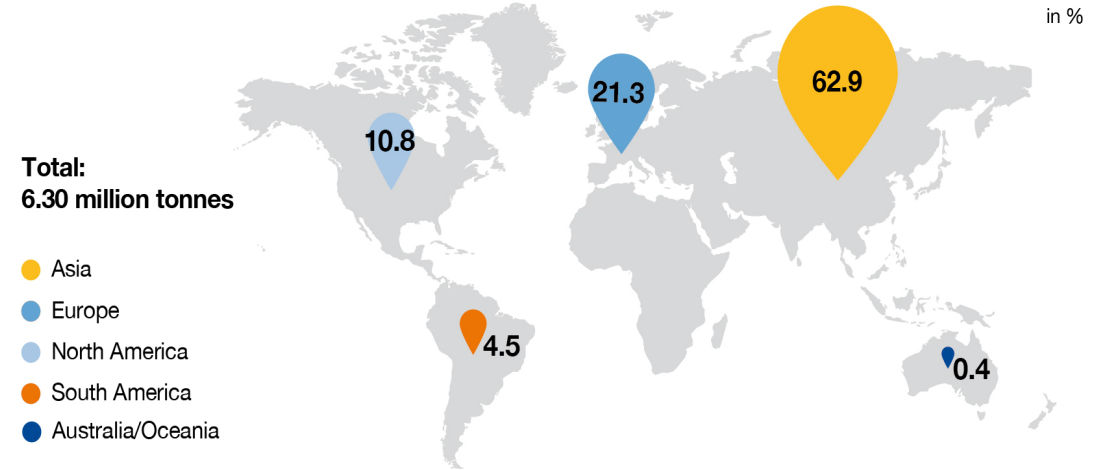 in %
62.9
21.3
10.8
Total:
6.30 million tonnes
Asia
Europe
North America
4.5
0.4
South America
Australia/Oceania